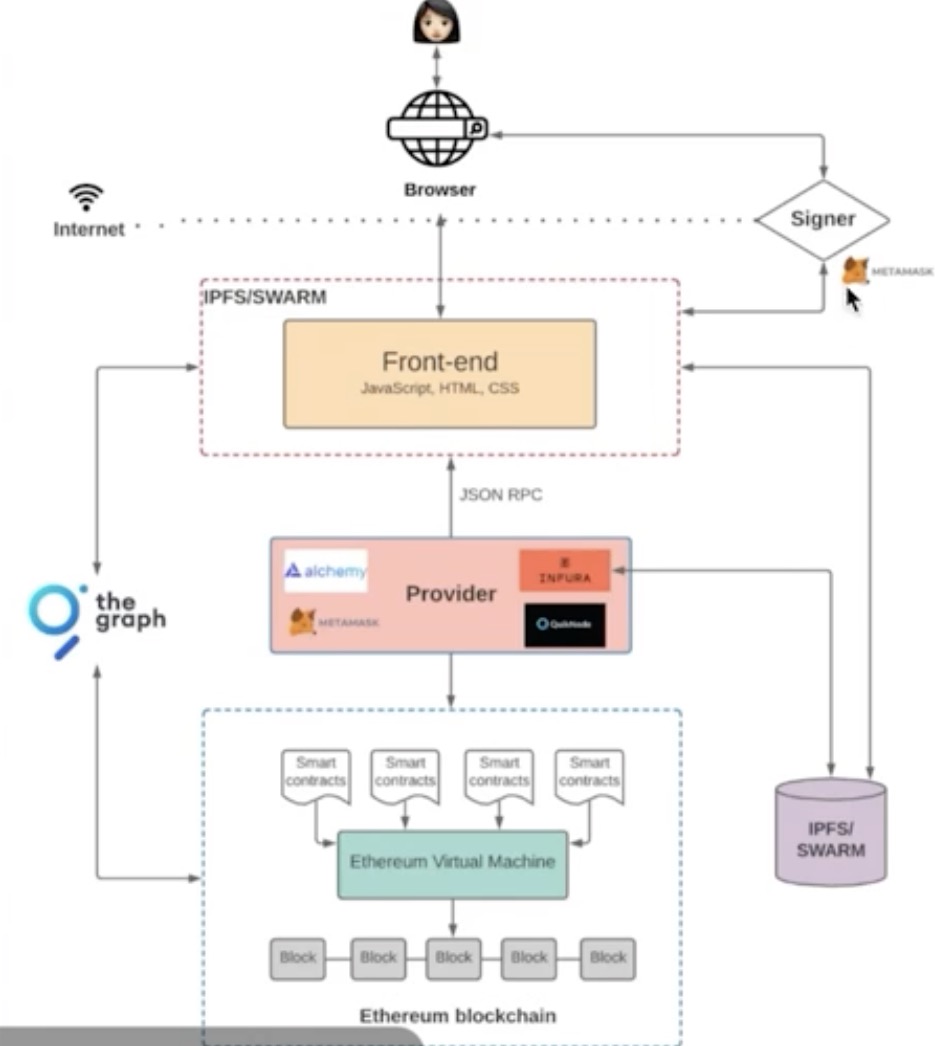 Browser
Internet
Signer
METAMASK
IPFS/SWARM
Front-end
JavaScript, HTML, CSS
JSON RPC
alchemy
Provider
INFURA
METAMASK
QuikNode
the
graph
Smart
contracts
Smart
contracts
Smart
contracts
Smart
contracts
IPFS/
SWARM
Ethereum Virtual Machine
Block
Block
Block
Block
Block
Ethereum blockchain